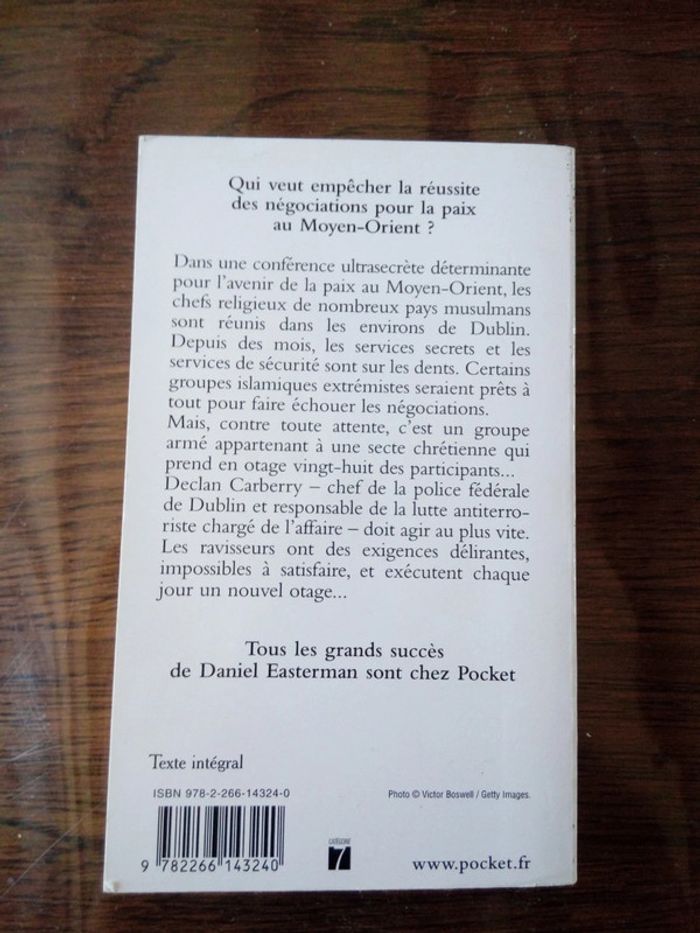 Qui veut empêcher la réussite
des négociations pour la paix
au Moyen-Orient ?
Dans une conférence ultrasecrète déterminante
pour l'avenir de la paix au Moyen-Orient, les
chefs religieux de nombreux pays musulmans
sont réunis dans les environs de Dublin.
Depuis des mois, les services secrets et les
services de sécurité sont sur les dents. Certains
groupes islamiques extrémistes seraient prêts à
tout pour faire échouer les négociations.
Mais, contre toute attente, c'est un groupe
armé appartenant à une secte chrétienne qui
prend en otage vingt-huit des participants...
Declan Carberry – chef de la police fédérale
de Dublin et responsable de la lutte antiterro-
riste chargé de l'affaire – doit agir au plus vite.
Les ravisseurs ont des exigences délirantes,
impossibles à satisfaire, et exécutent chaque
jour un nouvel otage...
Tous les grands succès
de Daniel Easterman sont chez Pocket
Texte intégral
ISBN 978-2-266-14324-0
Photo © Victor Boswell / Getty Images.
9 782266 143240
CATÉGORIE
7
www.pocket.fr